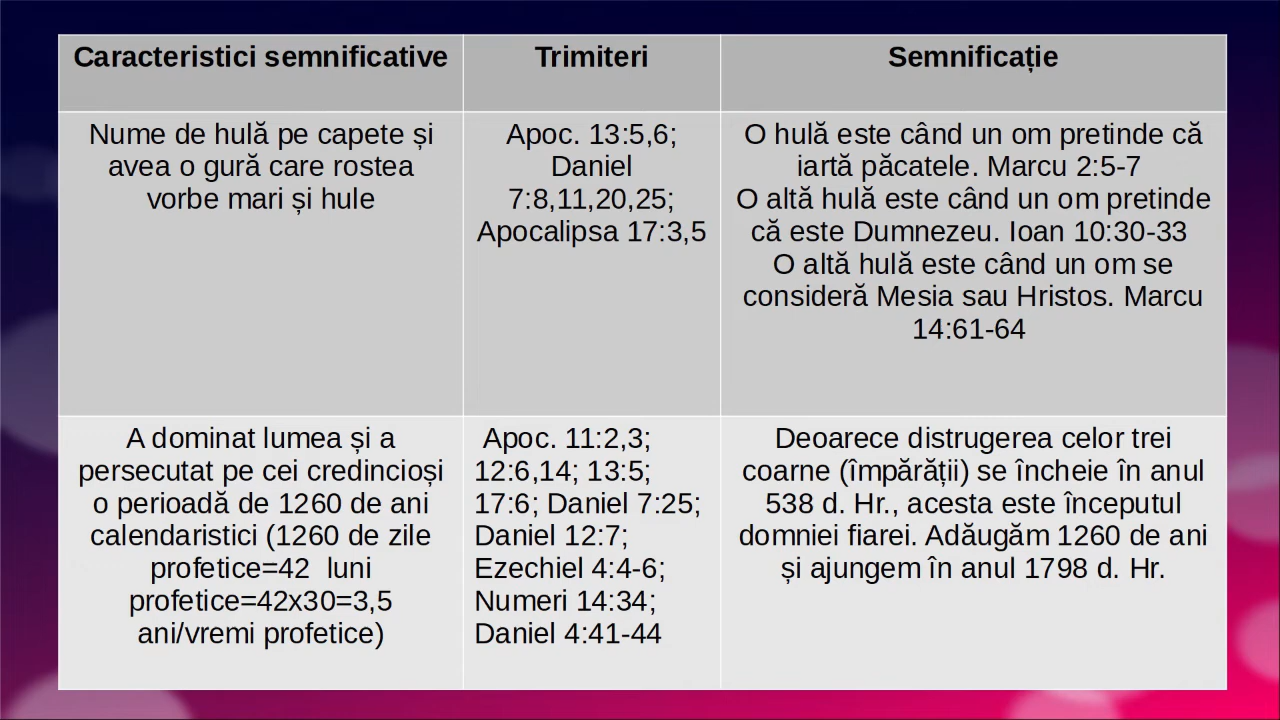 Caracteristici semnificative
Trimiteri
Semnificație
Nume de hulă pe capete și
avea o gură care rostea
vorbe mari și hule
Apoc. 13:5,6;
Daniel
7:8,11,20,25;
Apocalipsa 17:3,5
O hulă este când un om pretinde că
iartă păcatele. Marcu 2:5-7
O altă hulă este când un om pretinde
că este Dumnezeu. Ioan 10:30-33
O altă hulă este când un om se
consideră Mesia sau Hristos. Marcu
14:61-64
A dominat lumea și a
persecutat pe cei credincioși
o perioadă de 1260 de ani
calendaristici (1260 de zile
profetice=42 luni
profetice=42x30=3,5
ani/vremi profetice)
Apoc. 11:2,3;
12:6,14; 13:5;
17:6; Daniel 7:25;
Daniel 12:7;
Ezechiel 4:4-6;
Numeri 14:34;
Daniel 4:41-44
Deoarece distrugerea celor trei
coarne (împărății) se încheie în anul
538 d. Hr., acesta este începutul
domniei fiarei. Adăugăm 1260 de ani
și ajungem în anul 1798 d. Hr.